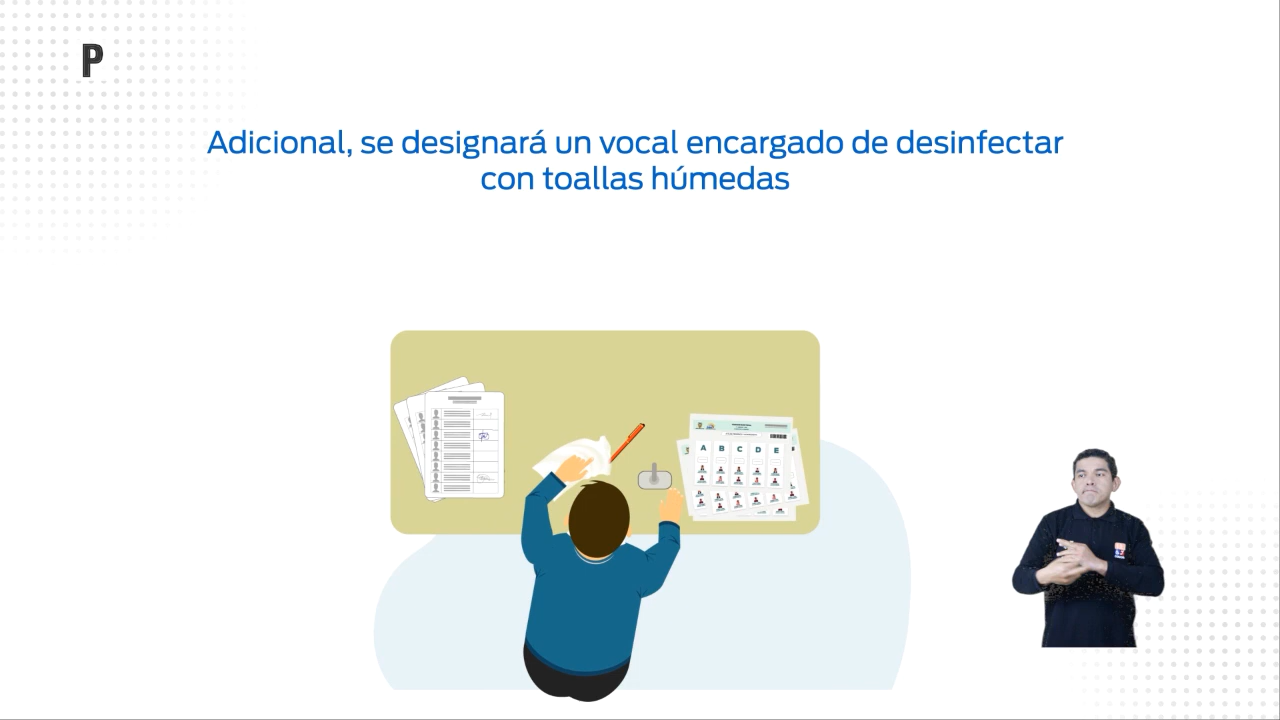 P
Adicional, se designará un vocal encargado de desinfectar
con toallas húmedas
A B C D E